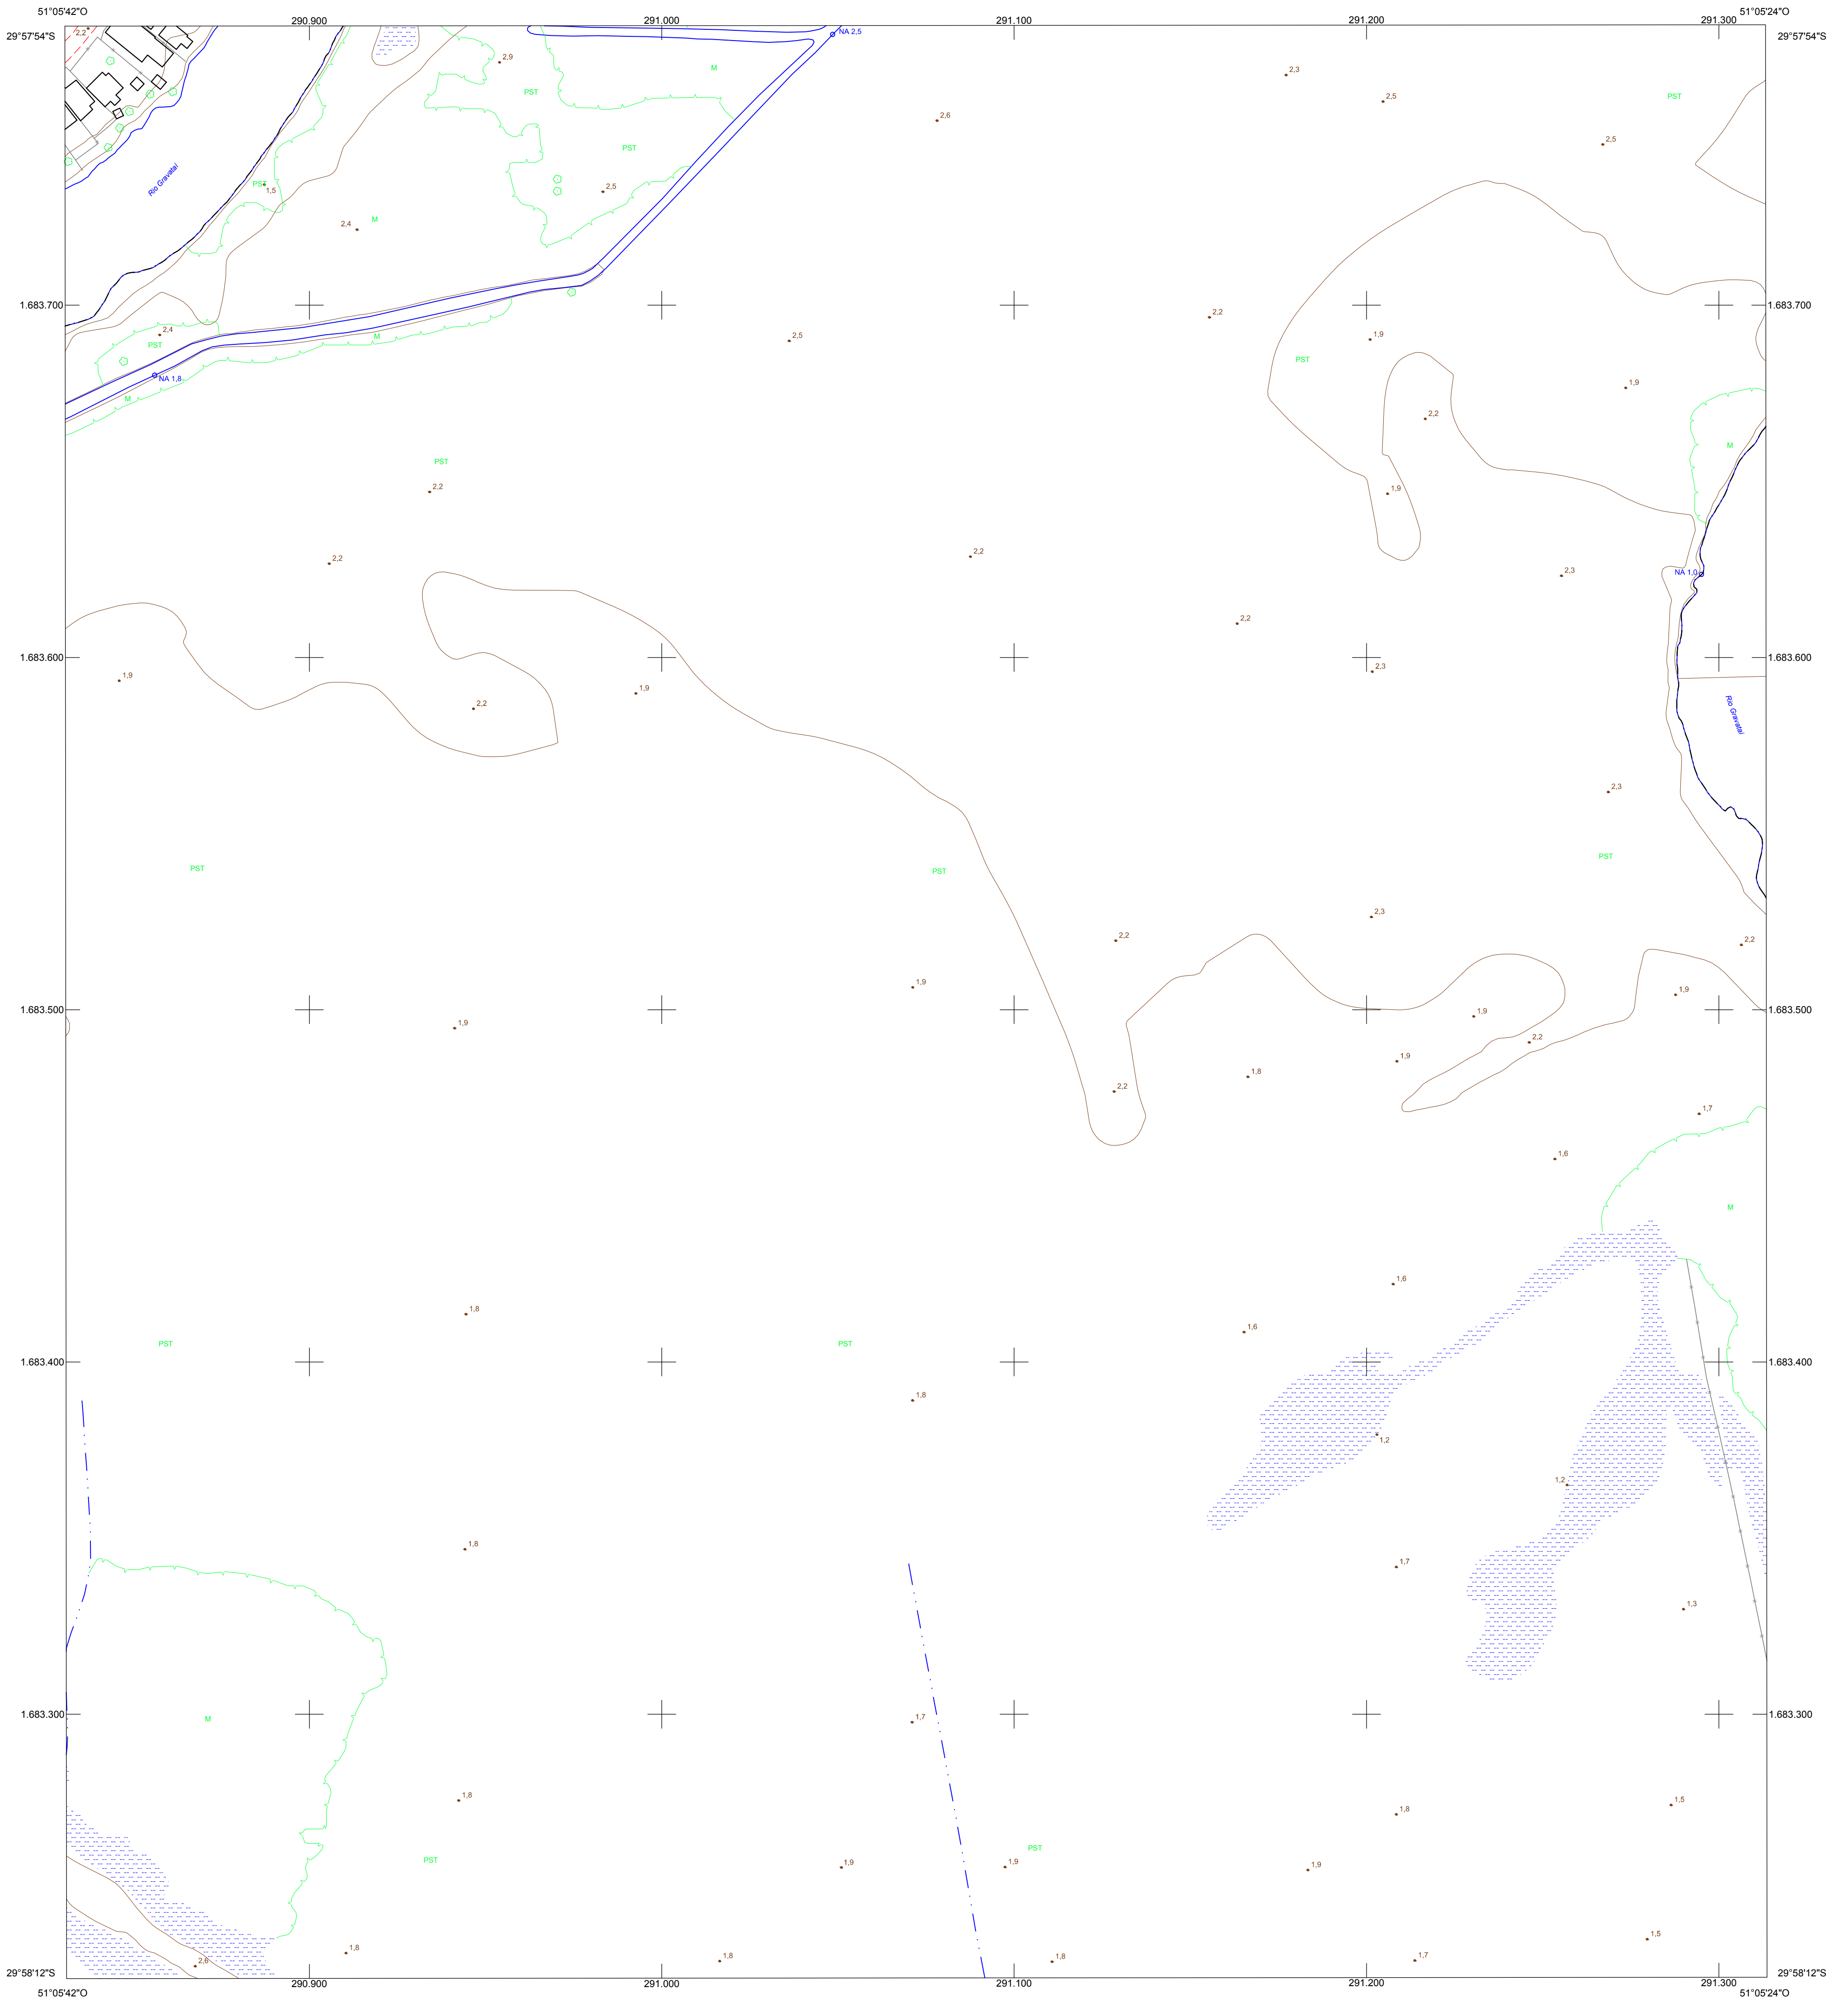 51°05'42"O
51°05'24"O
290.900
291.000
291.100
291.200
291.300
29°57'54"S
29°57'54"S
2,2
NA 2,5
2,9
M
2,3
PST
PST
2,5
2,6
2,5
PST
Rio Gravataí
PST
1,5
2,5
M
2,4
1.683.700
1.683.700
2,2
2,4
M
2,5
1,9
PST
PST
NA 1,8
1,9
M
2,2
M
PST
2,2
1,9
2,2
2,2
NA 1,0
2,3
2,2
1.683.600
1.683.600
2,3
1,9
1,9
2,2
Rio Gravataí
2,3
PST
PST
PST
2,3
2,2
2,2
1,9
1,9
1.683.500
1.683.500
1,9
1,9
2,2
1,9
1,8
2,2
1,7
1,6
M
1,6
1,8
1,6
PST
PST
1.683.400
1.683.400
1,8
1,2
1,2
1,8
1,7
1,3
1.683.300
1.683.300
M
1,7
1,8
1,8
1,5
PST
PST
1,9
1,9
1,9
1,5
1,8
1,8
1,8
1,7
2,6
29°58'12"S
29°58'12"S
290.900
291.000
291.100
291.200
291.300
51°05'42"O
51°05'24"O